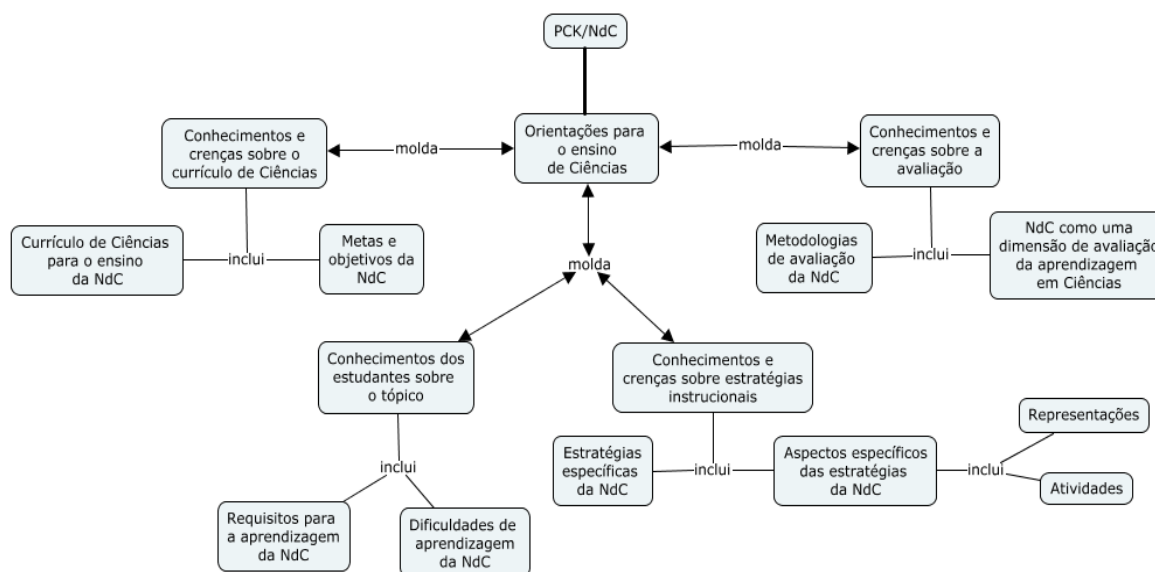 PCK/NdC
Conhecimentos e
crenças sobre o
currículo de Ciências
molda
Orientações para
o ensino
de Ciências
molda
Conhecimentos e
crenças sobre a
avaliação
Currículo de Ciências
para o ensino
da NdC
inclui
Metas e
objetivos da
NdC
molda
Metodologias
de avaliação
da NdC
inclui
NdC como uma
dimensão de avaliação
da aprendizagem
em Ciências
Conhecimentos dos
estudantes sobre
o tópico
Conhecimentos e
crenças sobre estratégias
instrucionais
inclui
Requisitos para
a aprendizagem
da NdC
Dificuldades de
aprendizagem
da NdC
Estratégias
específicas
da NdC
inclui
Aspectos específicos
das estratégias
da NdC
inclui
Representações
Atividades